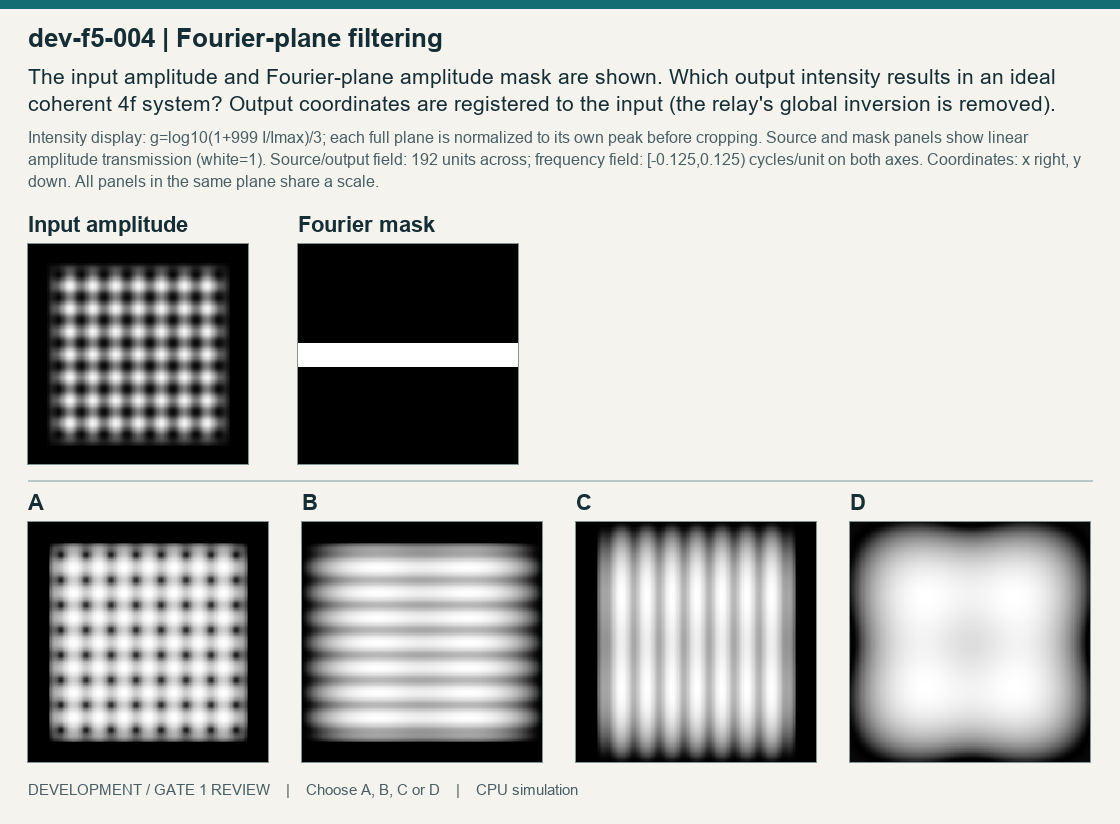 dev-f5-004 | Fourier-plane filtering
The input amplitude and Fourier-plane amplitude mask are shown. Which output intensity results in an ideal
coherent 4f system? Output coordinates are registered to the input (the relay's global inversion is removed).
Intensity display: g=log10(1+999 I/Imax)/3; each full plane is normalized to its own peak before cropping. Source and mask panels show linear
amplitude transmission (white=1). Source/output field: 192 units across; frequency field: [-0.125,0.125) cycles/unit on both axes. Coordinates: x right, y
down. All panels in the same plane share a scale.
Input amplitude
Fourier mask
A
B
C
D
DEVELOPMENT / GATE 1 REVIEW | Choose A, B, C or D | CPU simulation